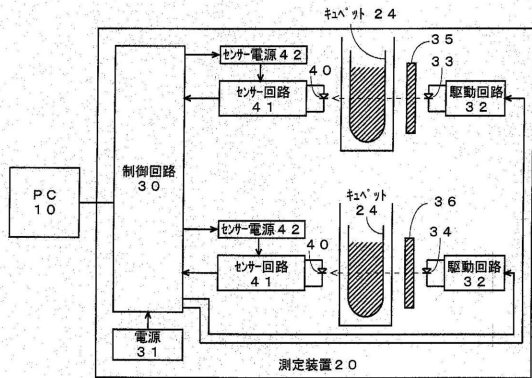 キュベット 24
35
センサー電源42
33
40
センサー回路
41
駆動回路
32
制御回路
30
PC
10
キュベット
24
36
センサー電源42
34
40
センサー回路
41
駆動回路
32
電源
31
測定装置20